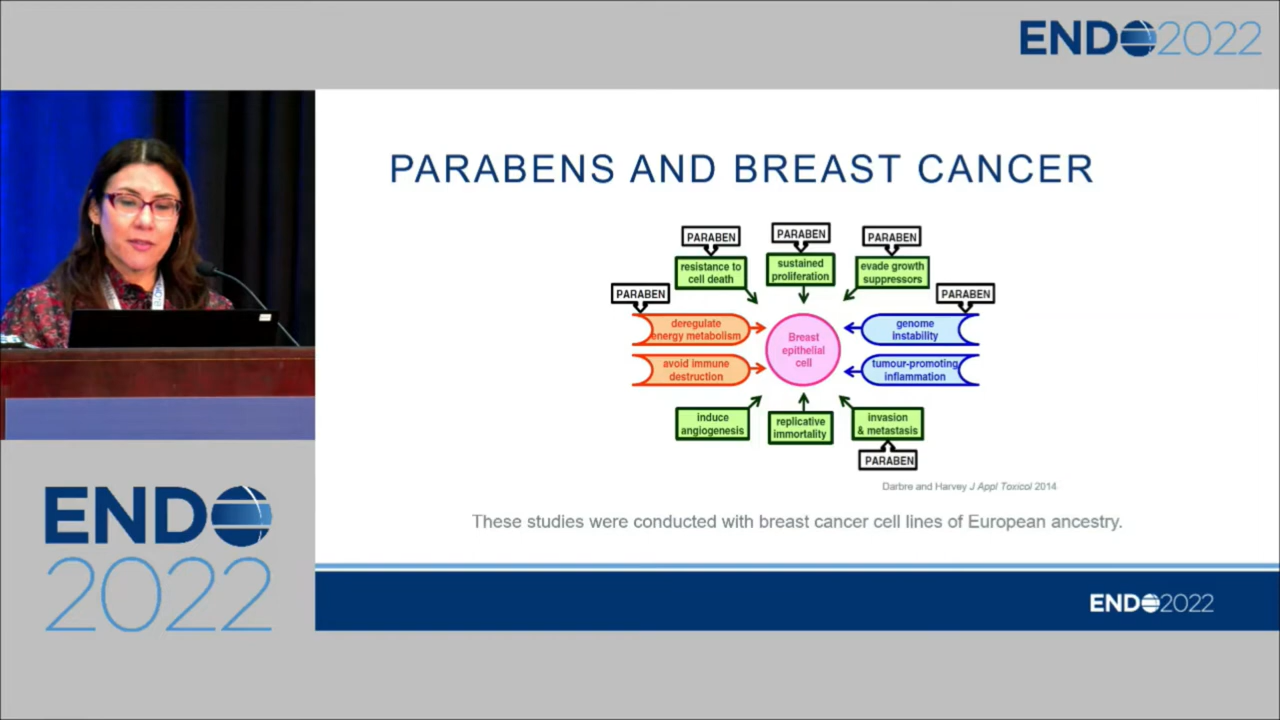 ENDO2022
PARABENS AND BREAST CANCER
PARABEN
PARABEN
PARABEN
resistance to
cell death
sustained
proliferation
evade growth
suppressors
PARABEN
PARABEN
deregulate
energy metabolism
Breast
epithelial
cell
genome
instability
avoid immune
destruction
tumour-promoting
inflammation
induce
angiogenesis
replicative
immortality
invasion
& metastasis
PARABEN
Darbre and Harvey J Appl Toxicol 2014
These studies were conducted with breast cancer cell lines of European ancestry.
ENDO
2022
ENDO2022